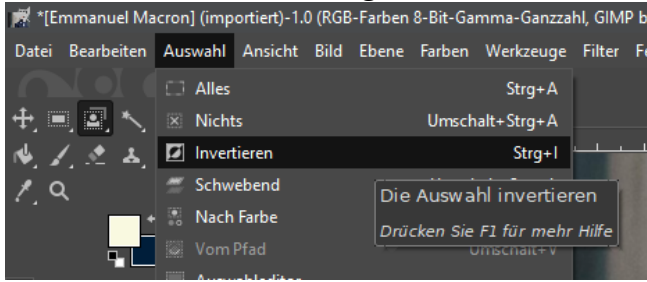 *[Emmanuel Macron] (importiert)-1.0 (RGB-Farben 8-Bit-Gamma-Ganzzahl, GIMP b
Datei Bearbeiten Auswahl Ansicht Bild Ebene Farben Werkzeuge Filter
Alles Strg+A
Nichts Umschalt+Strg+A
Invertieren Strg+I
Schwebend
Die Auswahl invertieren
Nach Farbe
Drücken Sie F1 für mehr Hilfe
Vom Pfad Umschalt+V
Auswahleditor